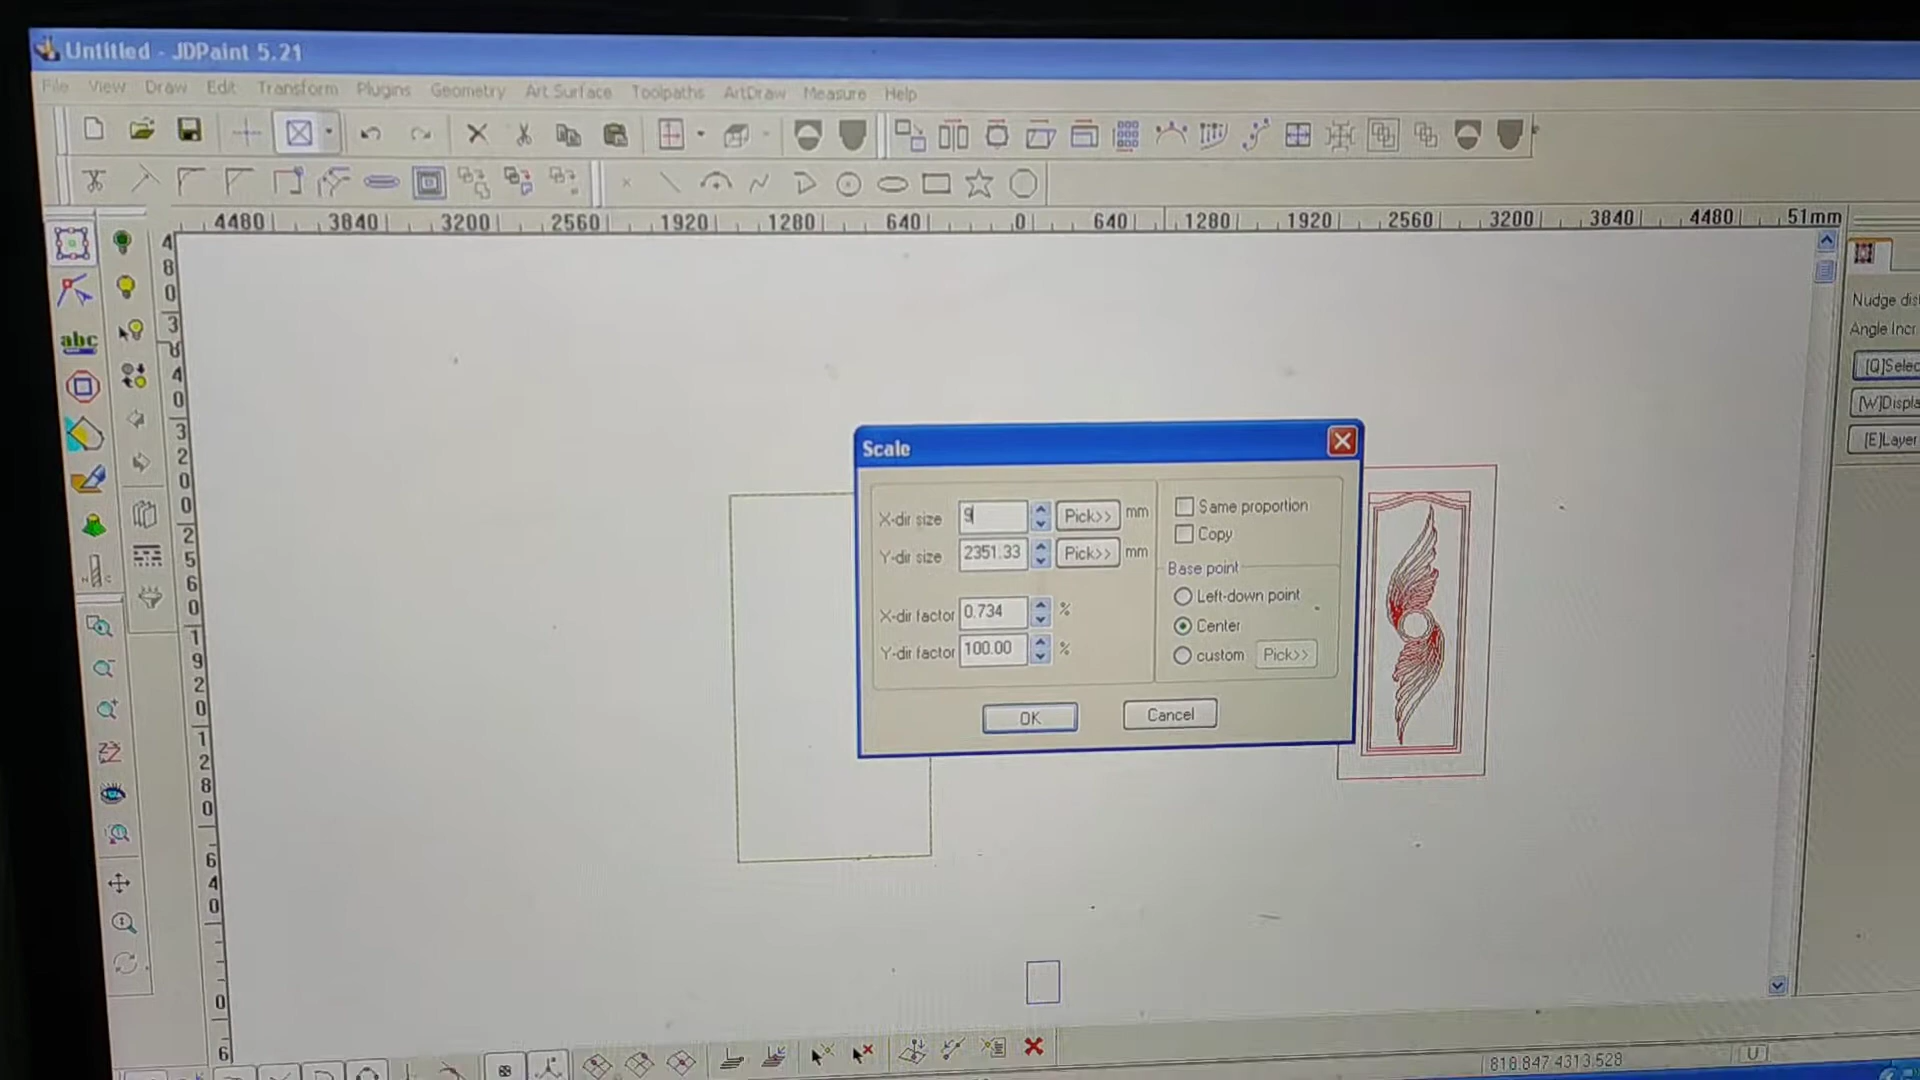 Untitled - JDPaint 5.21
File View Draw Edit Transform Plugins Geometry Art Surface Toolpaths ArtDraw Measure Help
4480 3840 3200 2560 1920 1280 640 0 640 1280 1920 2560 3200 3840 4480 51mm
abc
Nudge dis
Angle Incr
[Q]Selec
[W]Displa
[E]Layer
Scale
X-dir size 9 Pick>> mm
Y-dir size 2351.33 Pick>> mm
X-dir factor 0.734 %
Y-dir factor 100.00 %
Same proportion
Copy
Base point
Left-down point
Center
custom Pick>>
OK Cancel
818.847 4313.528 U